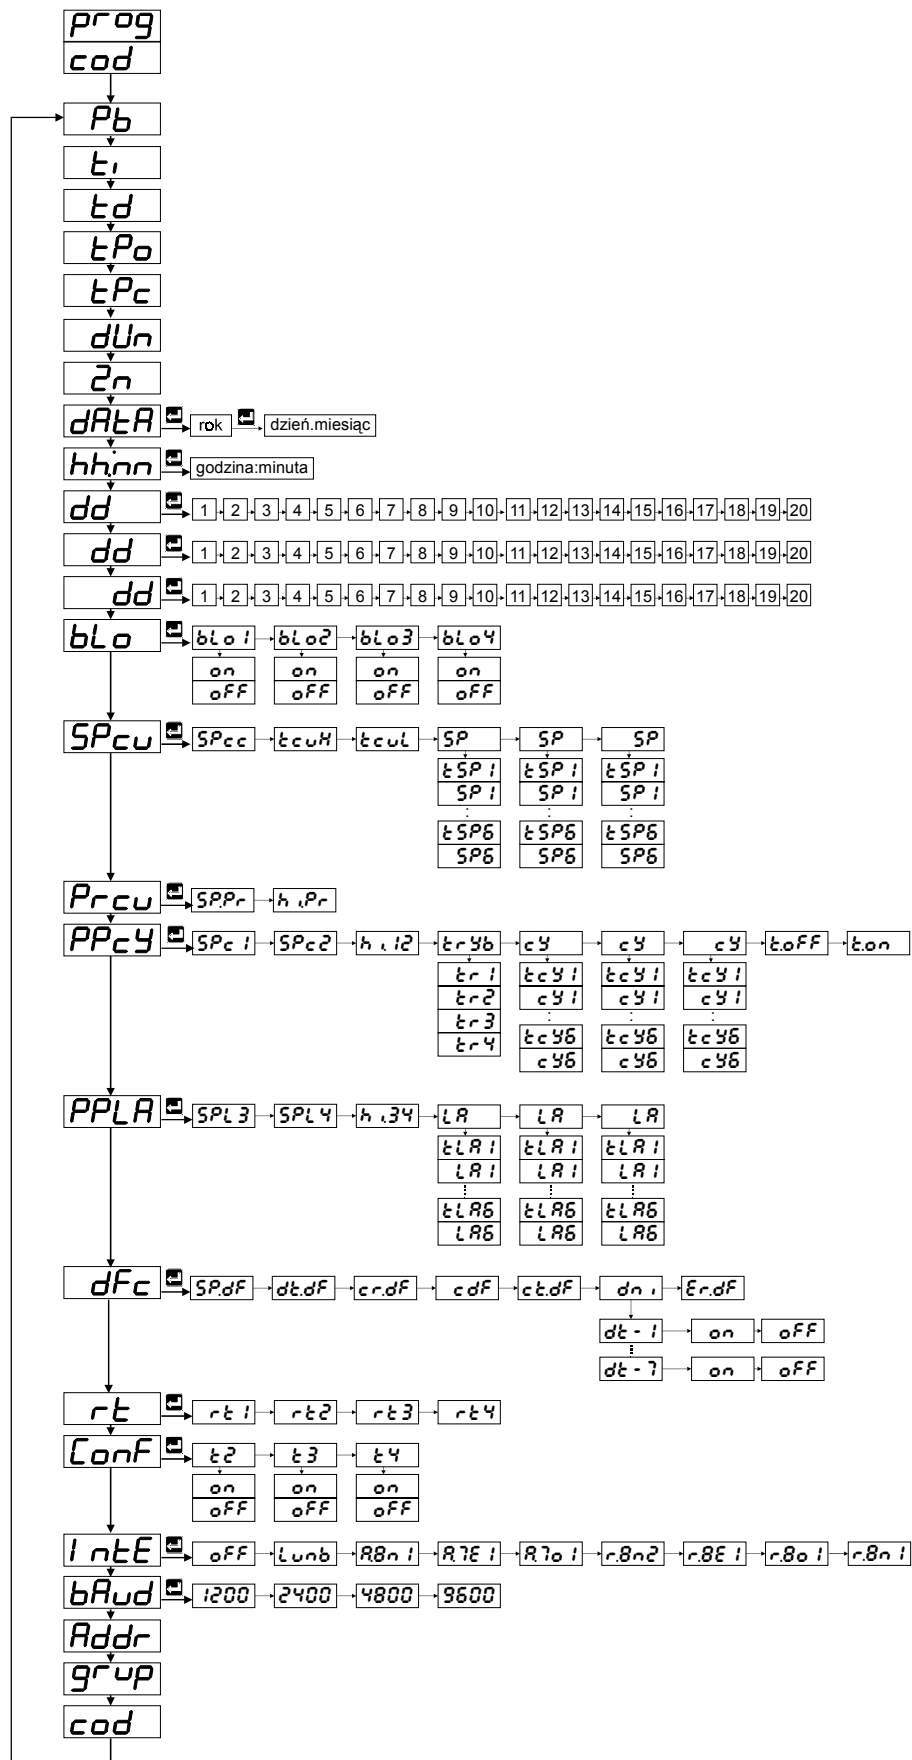 prog
cod
Pb
ti
td
tPo
tPc
dUn
2n
dAtA rok dzień.miesiąc
hh:nn godzina:minuta
dd 1 2 3 4 5 6 7 8 9 10 11 12 13 14 15 16 17 18 19 20
dd 1 2 3 4 5 6 7 8 9 10 11 12 13 14 15 16 17 18 19 20
dd 1 2 3 4 5 6 7 8 9 10 11 12 13 14 15 16 17 18 19 20
bLo bLo1 bLo2 bLo3 bLo4
on on on on
oFF oFF oFF oFF
SPcu SPcc tcuH tcuL SP SP SP
tSP1 tSP1 tSP1
SP1 SP1 SP1
: : :
tSP6 tSP6 tSP6
SP6 SP6 SP6
Prcu SP.Pr hi.Pr
PPcY SPc1 SPc2 hi.12 trYb cY cY cY t.oFF t.on
tr1 tcY1 tcY1 tcY1
tr2 cY1 cY1 cY1
tr3 : : :
tr4 tcY6 tcY6 tcY6
cY6 cY6 cY6
PPLA SPL3 SPL4 hi.34 LA LA LA
tLA1 tLA1 tLA1
LA1 LA1 LA1
tLA6 tLA6 tLA6
LA6 LA6 LA6
dFc SP.dF dt.dF cr.dF cdF ct.dF dni Er.dF
dt-1 on oFF
dt-7 on oFF
rt rt1 rt2 rt3 rt4
ConF t2 t3 t4
on on on
oFF oFF oFF
IntE oFF Lunb A.8n1 A.7E1 A.7o1 r.8n2 r.8E1 r.8o1 r.8n1
bAud 1200 2400 4800 9600
Addr
grup
cod